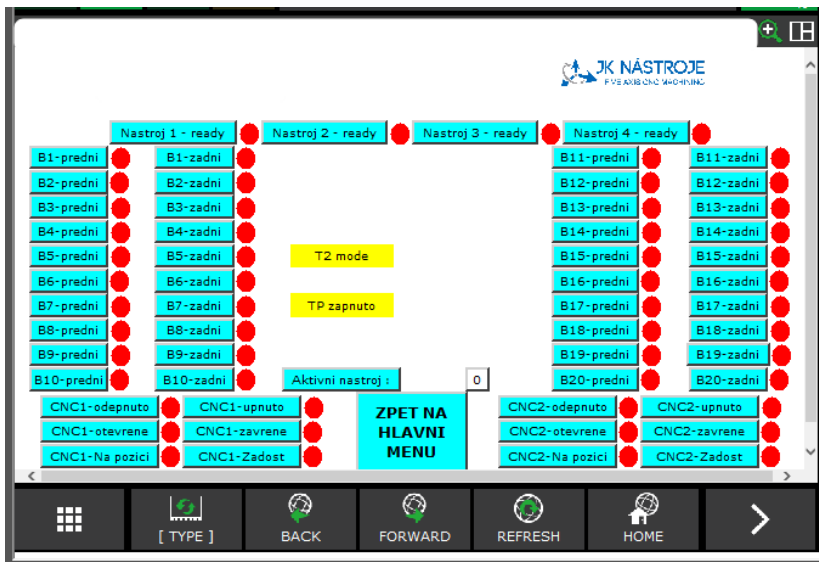 JK NÁSTROJE
FIVE AXIS CNC MACHINING
Nastroj 1 - ready Nastroj 2 - ready Nastroj 3 - ready Nastroj 4 - ready
B1-predni B1-zadni B11-predni B11-zadni
B2-predni B2-zadni B12-predni B12-zadni
B3-predni B3-zadni B13-predni B13-zadni
B4-predni B4-zadni B14-predni B14-zadni
B5-predni B5-zadni T2 mode B15-predni B15-zadni
B6-predni B6-zadni B16-predni B16-zadni
B7-predni B7-zadni TP zapnuto B17-predni B17-zadni
B8-predni B8-zadni B18-predni B18-zadni
B9-predni B9-zadni B19-predni B19-zadni
B10-predni B10-zadni Aktivni nastroj : 0 B20-predni B20-zadni
CNC1-odepnuto CNC1-upnuto CNC2-odepnuto CNC2-upnuto
CNC1-otevrene CNC1-zavrene CNC2-otevrene CNC2-zavrene
CNC1-Na pozici CNC1-Zadost CNC2-Na pozici CNC2-Zadost
ZPET NA
HLAVNI
MENU
[ TYPE ] BACK FORWARD REFRESH HOME